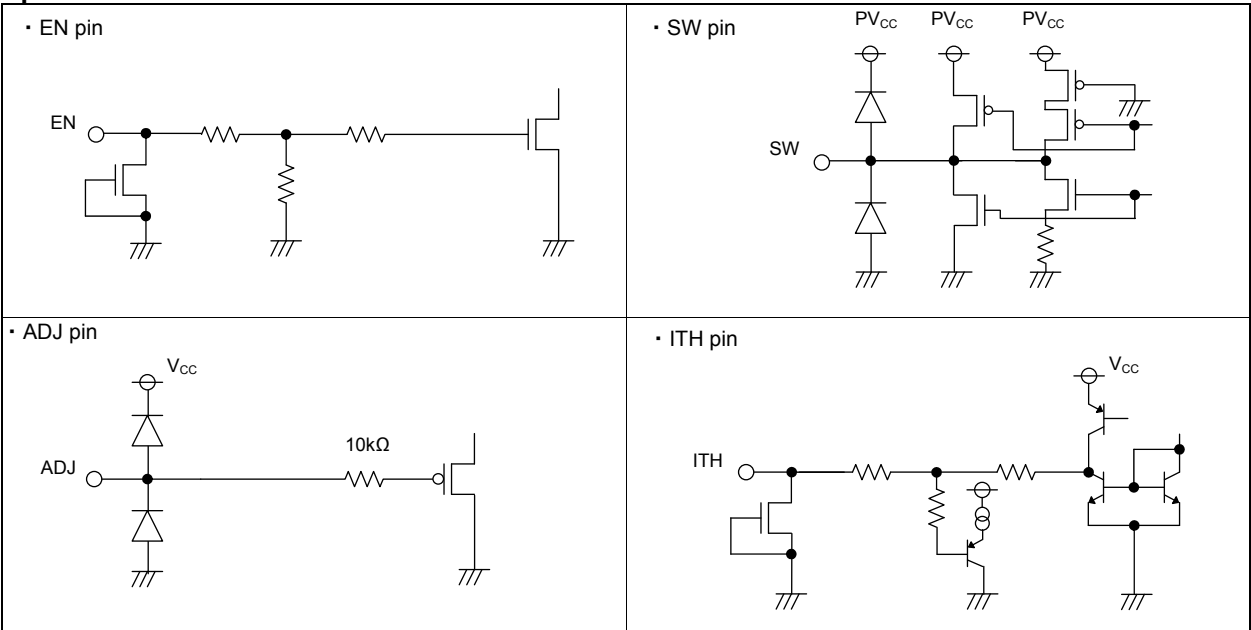 ・EN pin
EN
・SW pin
PVCC PVCC PVCC
SW
・ADJ pin
VCC
10kΩ
ADJ
・ITH pin
VCC
ITH